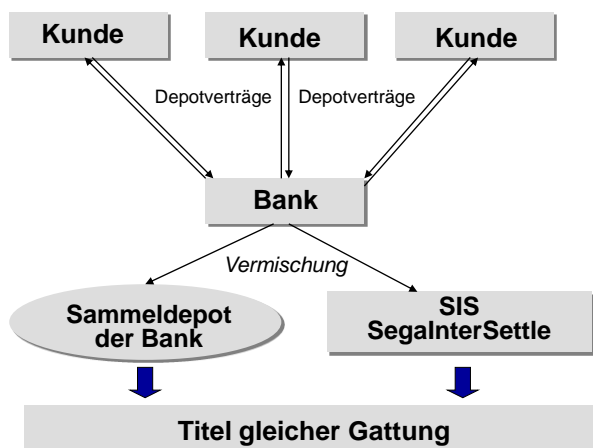 Kunde
Kunde
Kunde
Depotverträge
Depotverträge
Bank
Vermischung
Sammeldepot
der Bank
SIS
SegaInterSettle
Titel gleicher Gattung